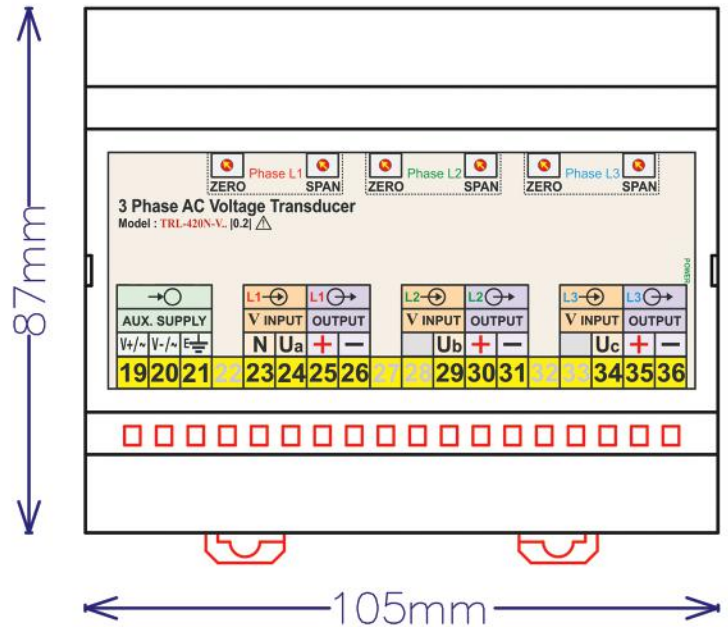 Phase L1 Phase L2 Phase L3
ZERO SPAN ZERO SPAN ZERO SPAN
3 Phase AC Voltage Transducer
Model : TRL-420N-V.. |0.2|
POWER
L1 L1 L2 L2 L3 L3
AUX. SUPPLY V INPUT OUTPUT V INPUT OUTPUT V INPUT OUTPUT
V+/~ V-/~ E N Ua + − Ub + − Uc + −
19 20 21 22 23 24 25 26 27 28 29 30 31 32 33 34 35 36
87mm
105mm